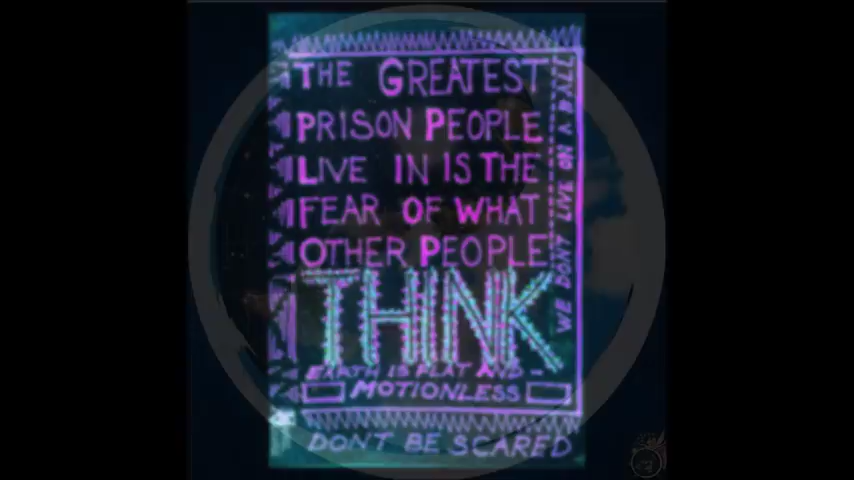 THE GREATEST
PRISON PEOPLE
LIVE IN IS THE
FEAR OF WHAT
OTHER PEOPLE
THINK
EARTH IS FLAT AND -
MOTIONLESS
DONT BE SCARED
WE DONT LIVE ON A BALL